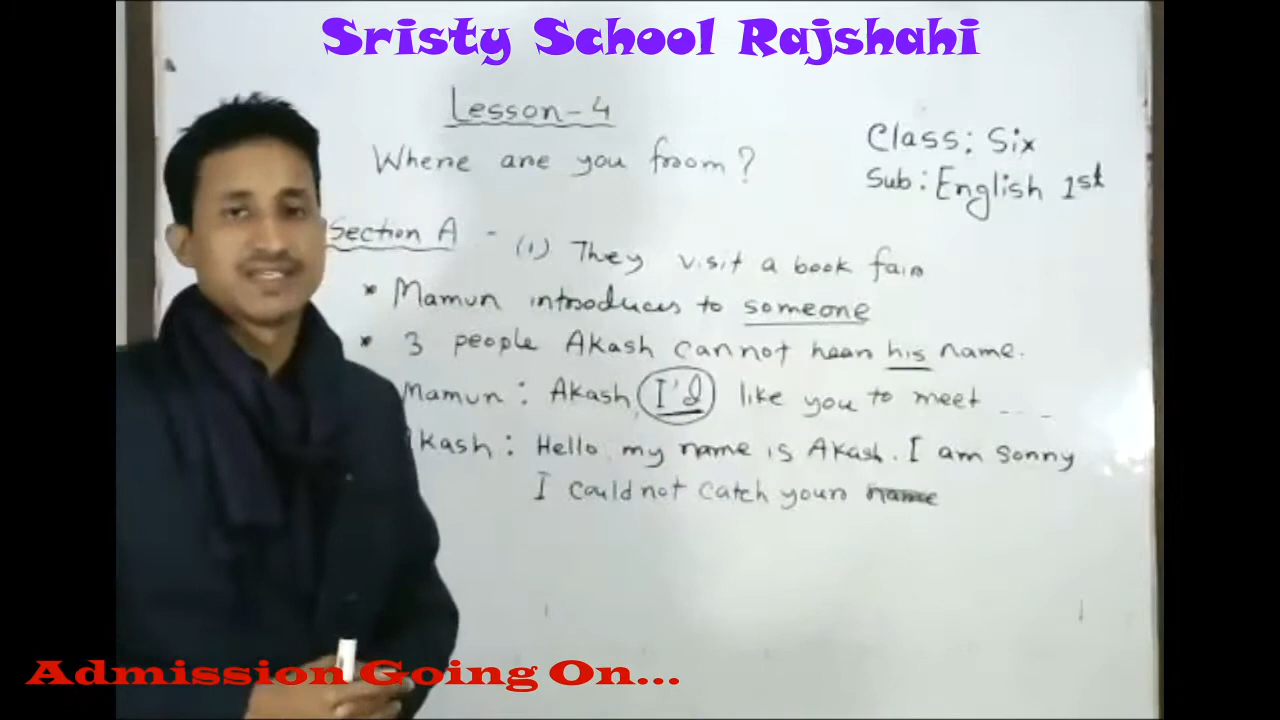 Sristy School Rajshahi
Lesson-4
Where are you from?
Class: Six
Sub: English 1st
Section A - (1) They visit a book fair
* Mamun introduces to someone
* 3 people Akash cannot hear his name.
Mamun: Akash, I'd like you to meet ....
kash: Hello my name is Akash. I am sorry
I could not catch your name
Admission Going On...